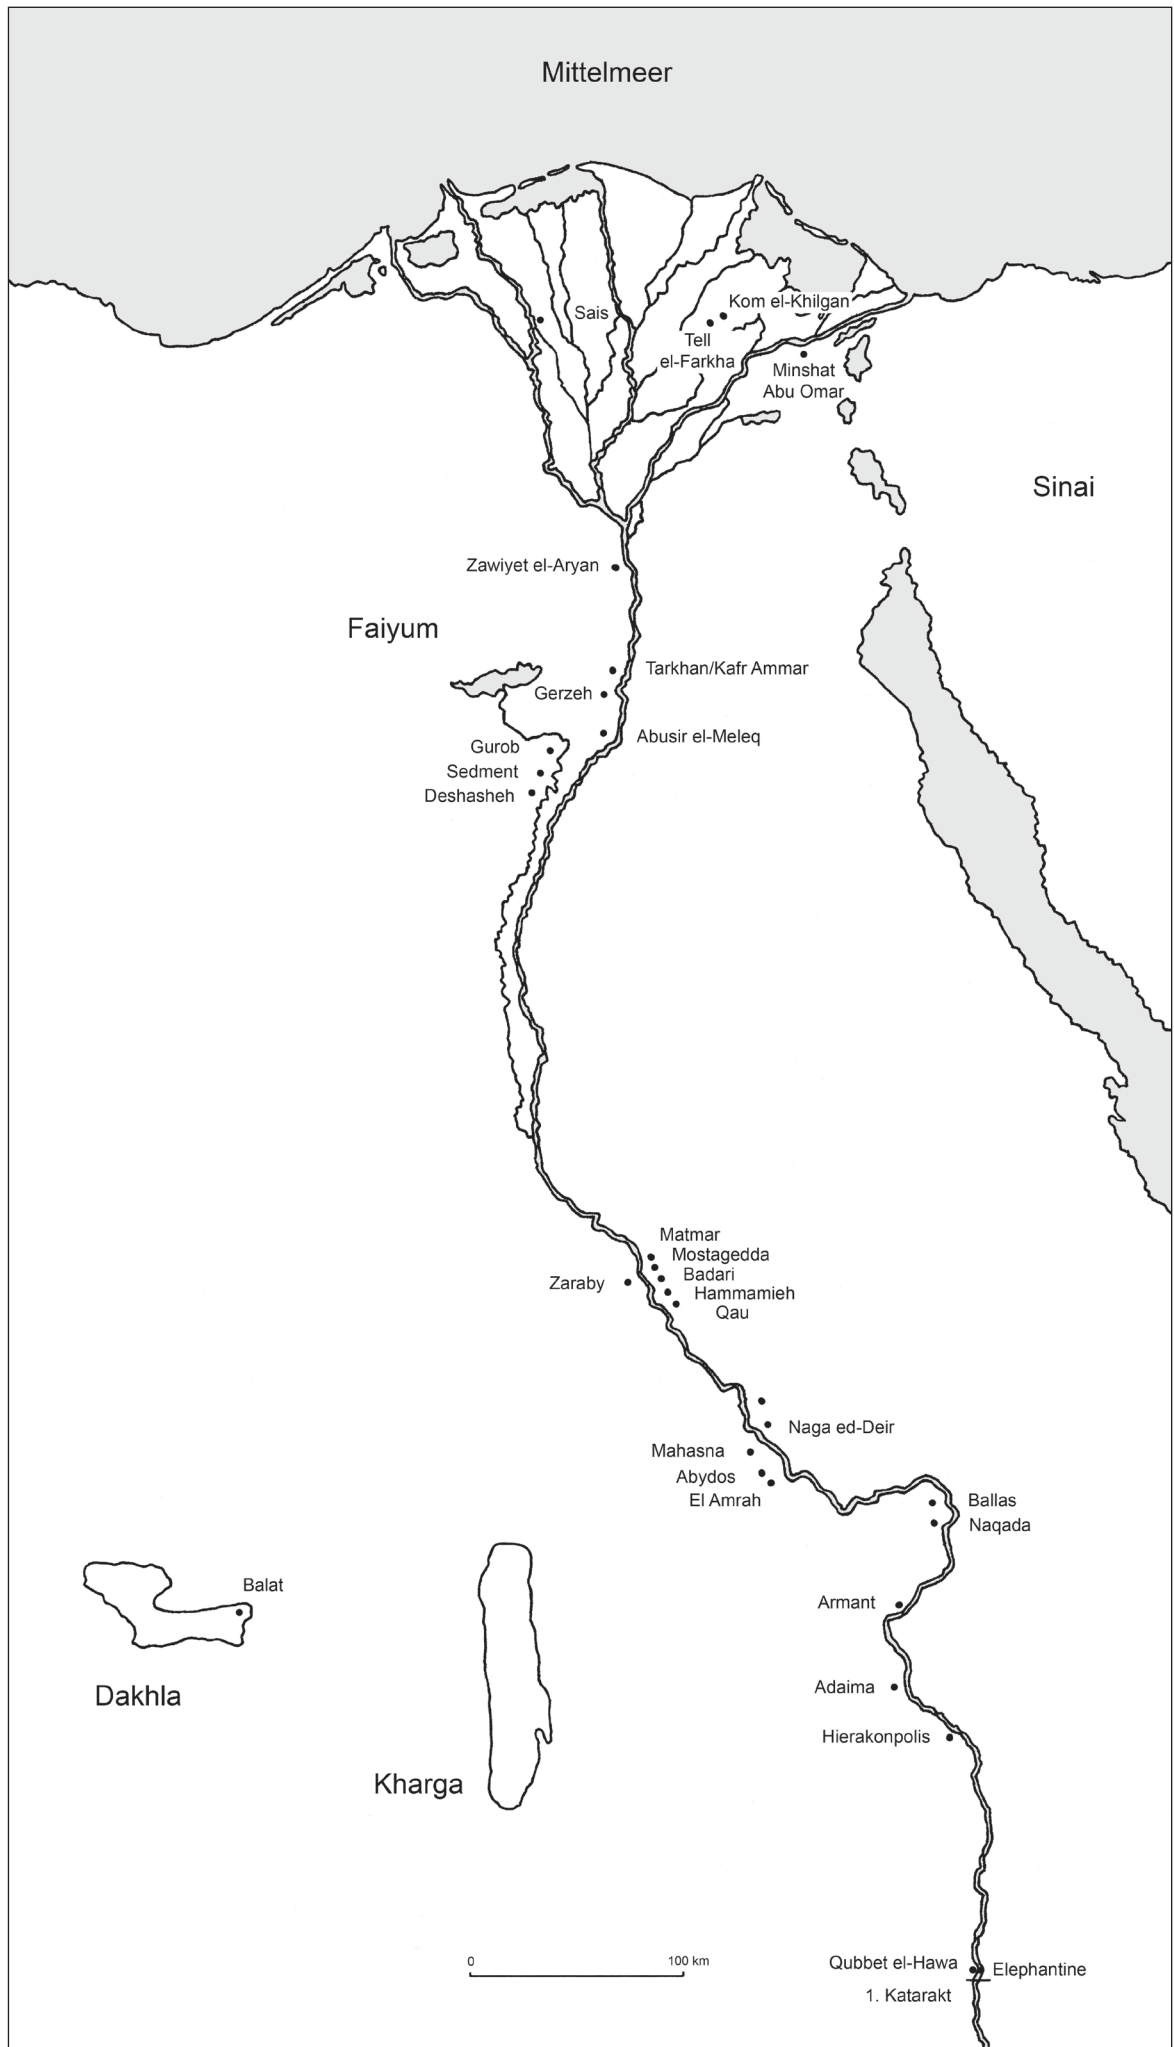 Mittelmeer
Kom el-Khilgan
Sais
Tell
el-Farkha
Minshat
Abu Omar
Sinai
Zawiyet el-Aryan
Faiyum
Tarkhan/Kafr Ammar
Gerzeh
Abusir el-Meleq
Gurob
Sedment
Deshasheh
Matmar
Mostagedda
Badari
Zaraby
Hammamieh
Qau
Naga ed-Deir
Mahasna
Abydos
El Amrah
Ballas
Naqada
Balat
Armant
Dakhla
Adaima
Hierakonpolis
Kharga
0 100 km
Qubbet el-Hawa
Elephantine
1. Katarakt